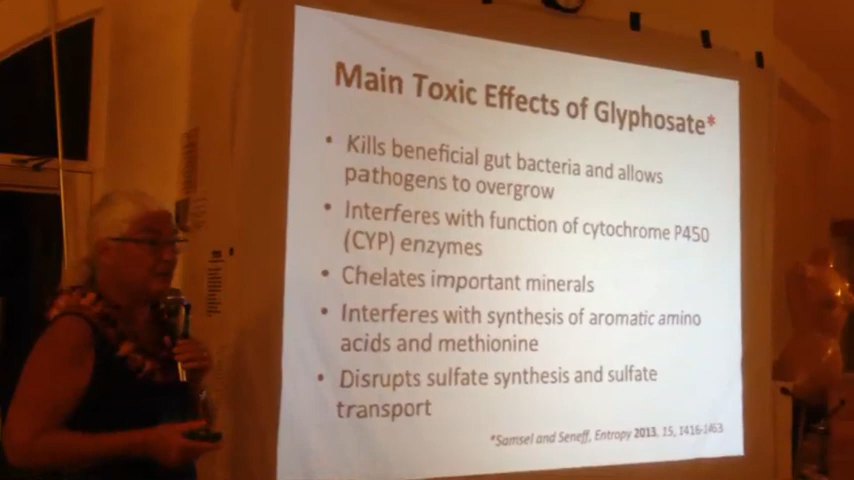 Main Toxic Effects of Glyphosate*
• Kills beneficial gut bacteria and allows
pathogens to overgrow
• Interferes with function of cytochrome P450
(CYP) enzymes
• Chelates important minerals
• Interferes with synthesis of aromatic amino
acids and methionine
• Disrupts sulfate synthesis and sulfate
transport
*Samsel and Seneff, Entropy 2013, 15, 1416-1463